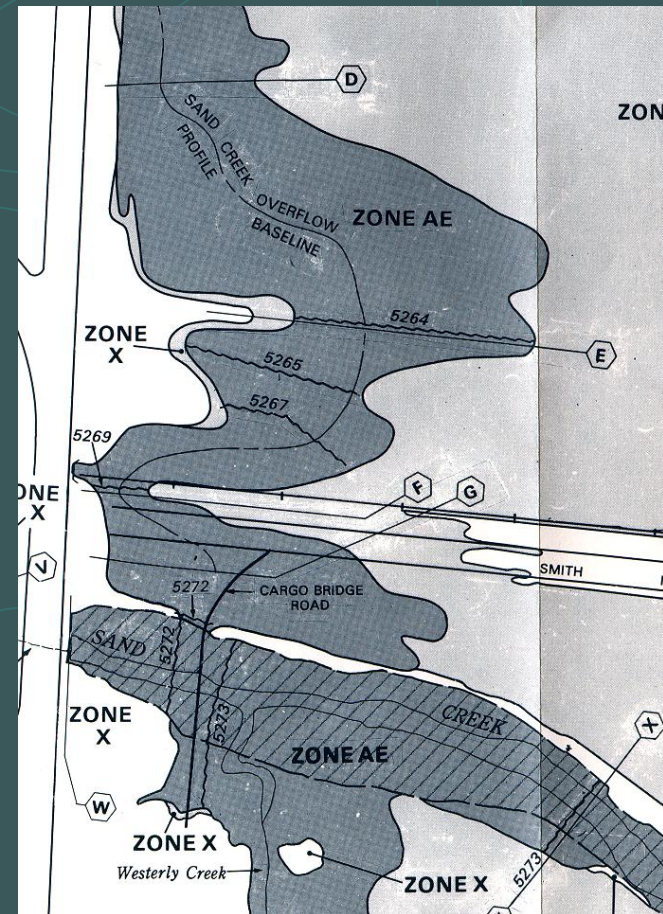 D
ZON
SAND CREEK OVERFLOW
PROFILE BASELINE
ZONE AE
5264
ZONE
X
E
5265
5267
5269
F
G
ONE
X
V
SMITH
5272
CARGO BRIDGE
ROAD
SAND
5272
CREEK
ZONE
X
5273
X
ZONE AE
W
ZONE X
Westerly Creek
5273
ZONE X